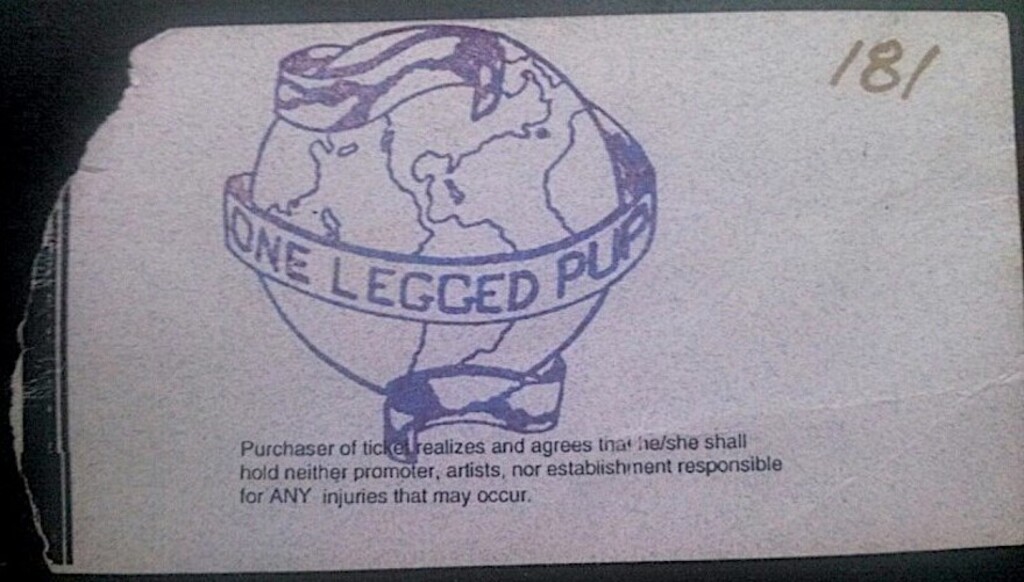 181
ONE LEGGED PUP
Purchaser of ticket realizes and agrees that he/she shall
hold neither promoter, artists, nor establishment responsible
for ANY injuries that may occur.